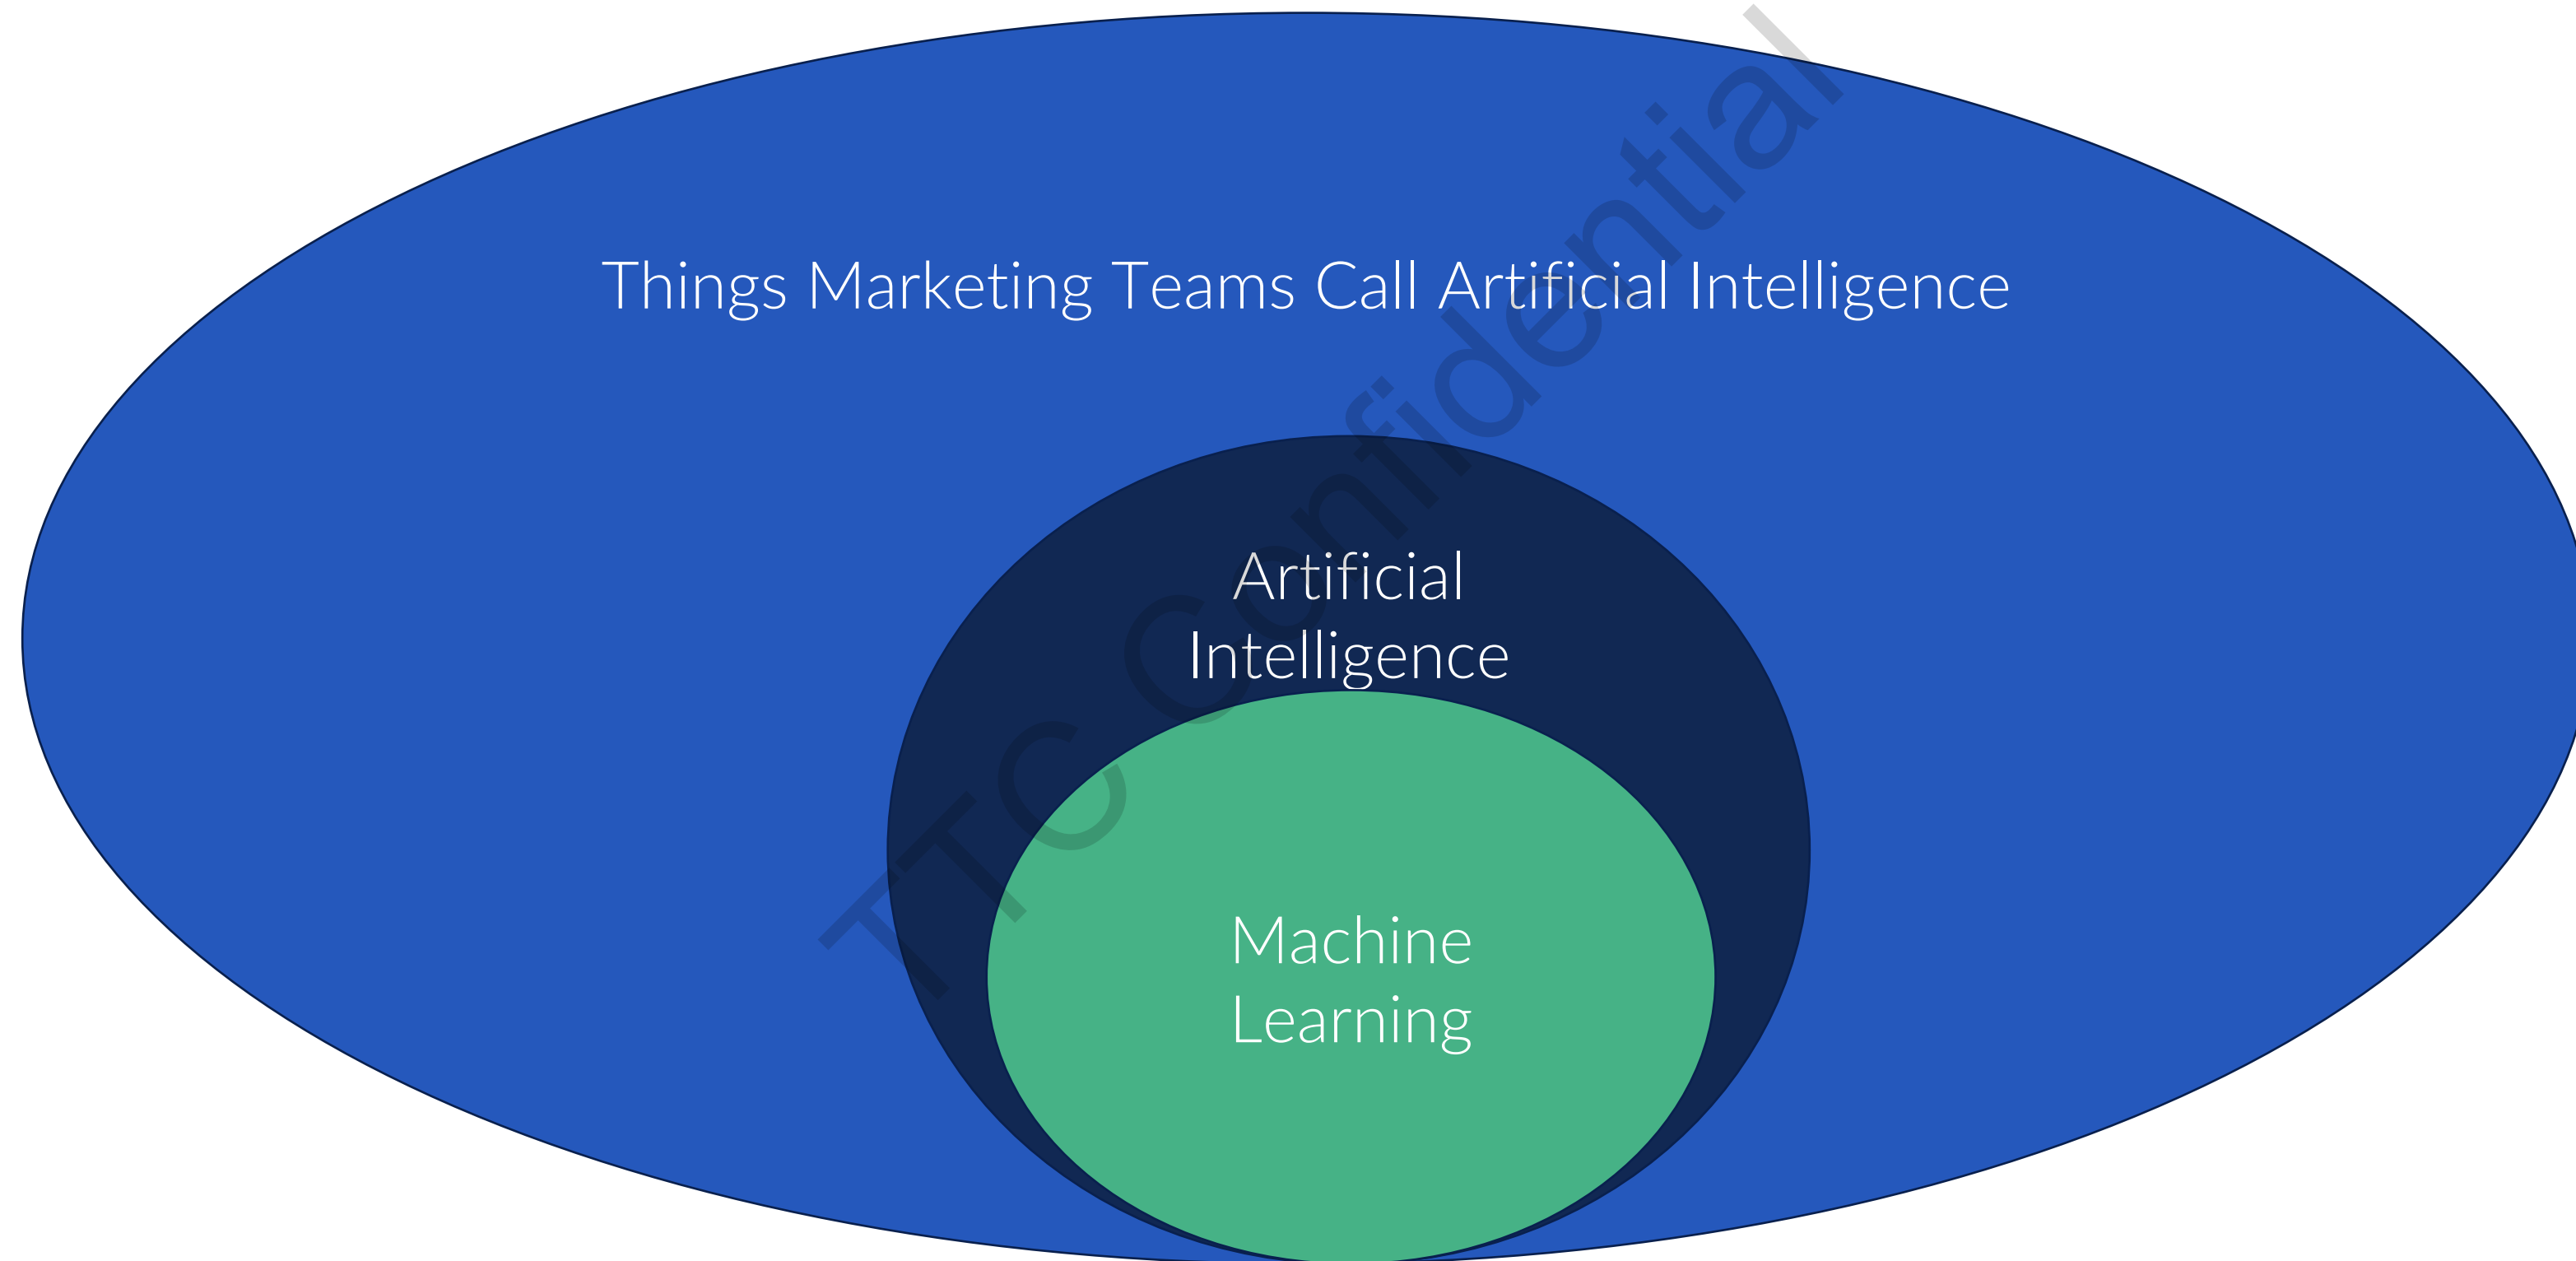 Things Marketing Teams Call Artificial Intelligence
Artificial
Intelligence
Machine
Learning
TTC Confidential